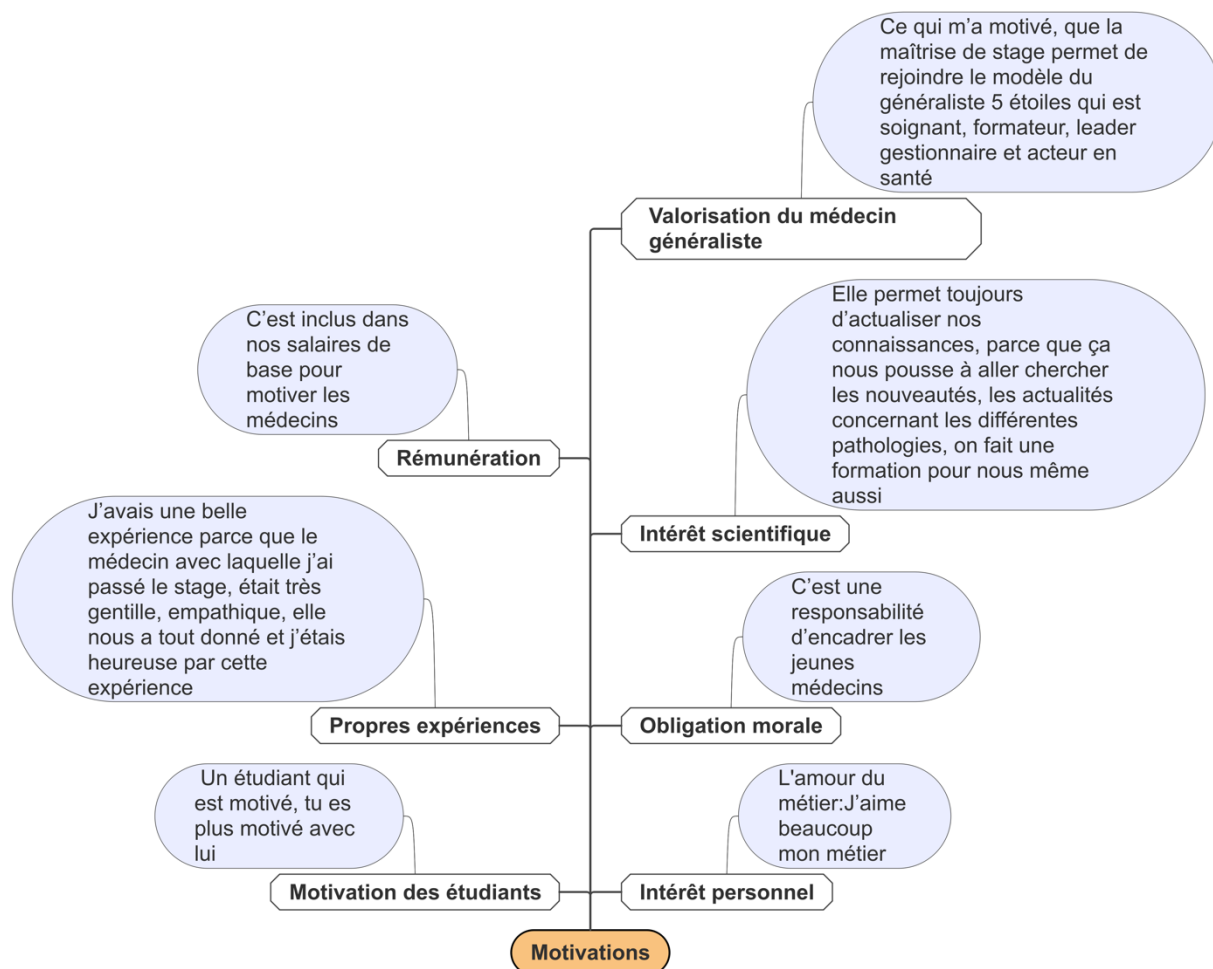 Ce qui m’a motivé, que la
maîtrise de stage permet de
rejoindre le modèle du
généraliste 5 étoiles qui est
soignant, formateur, leader
gestionnaire et acteur en
santé
Valorisation du médecin
généraliste
C’est inclus dans
nos salaires de
base pour
motiver les
médecins
Rémunération
Elle permet toujours
d’actualiser nos
connaissances, parce que ça
nous pousse à aller chercher
les nouveautés, les actualités
concernant les différentes
pathologies, on fait une
formation pour nous même
aussi
Intérêt scientifique
J’avais une belle
expérience parce que le
médecin avec laquelle j’ai
passé le stage, était très
gentille, empathique, elle
nous a tout donné et j’étais
heureuse par cette
expérience
Propres expériences
C’est une
responsabilité
d’encadrer les
jeunes
médecins
Obligation morale
Un étudiant qui
est motivé, tu es
plus motivé avec
lui
Motivation des étudiants
L'amour du
métier:J’aime
beaucoup
mon métier
Intérêt personnel
Motivations